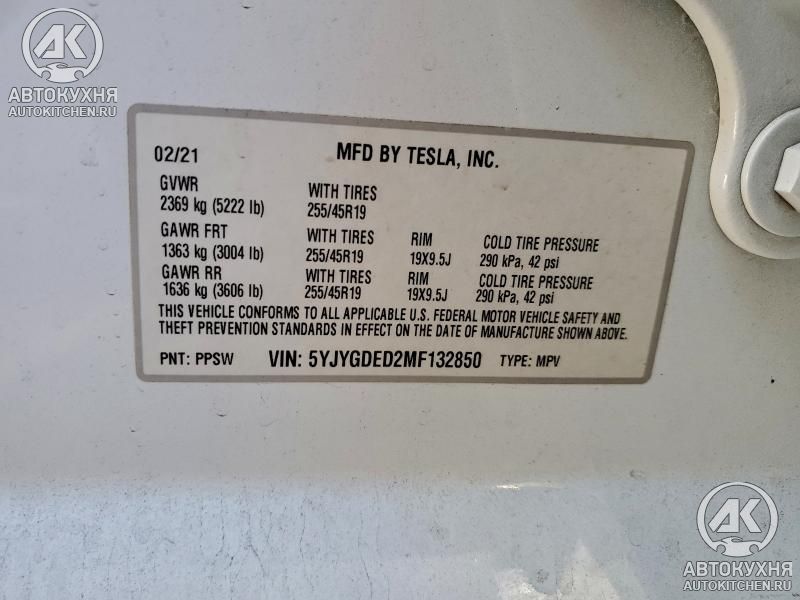 АК
АВТОКУХНЯ
AUTOKITCHEN.RU
02/21 MFD BY TESLA, INC.
GVWR WITH TIRES
2369 kg (5222 lb) 255/45R19
GAWR FRT WITH TIRES RIM COLD TIRE PRESSURE
1363 kg (3004 lb) 255/45R19 19X9.5J 290 kPa, 42 psi
GAWR RR WITH TIRES RIM COLD TIRE PRESSURE
1636 kg (3606 lb) 255/45R19 19X9.5J 290 kPa, 42 psi
THIS VEHICLE CONFORMS TO ALL APPLICABLE U.S. FEDERAL MOTOR VEHICLE SAFETY AND
THEFT PREVENTION STANDARDS IN EFFECT ON THE DATE OF MANUFACTURE SHOWN ABOVE.
PNT: PPSW VIN: 5YJYGDED2MF132850 TYPE: MPV
АК
АВТОКУХНЯ
AUTOKITCHEN.RU